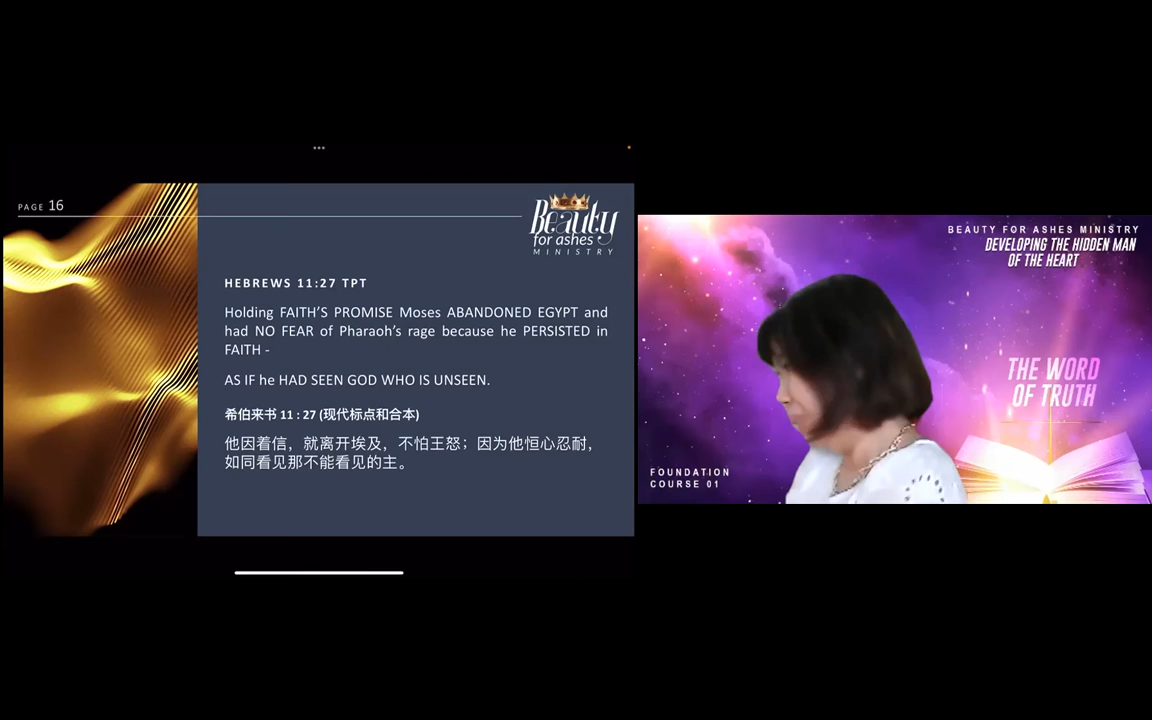 PAGE 16
Beauty
for ashes
MINISTRY
HEBREWS 11:27 TPT
Holding FAITH’S PROMISE Moses ABANDONED EGYPT and
had NO FEAR of Pharaoh’s rage because he PERSISTED in
FAITH -
AS IF he HAD SEEN GOD WHO IS UNSEEN.
希伯来书 11 : 27 (现代标点和合本)
他因着信，就离开埃及，不怕王怒；因为他恒心忍耐，
如同看见那不能看见的主。
BEAUTY FOR ASHES MINISTRY
DEVELOPING THE HIDDEN MAN
OF THE HEART
THE WORD
OF TRUTH
FOUNDATION
COURSE 01